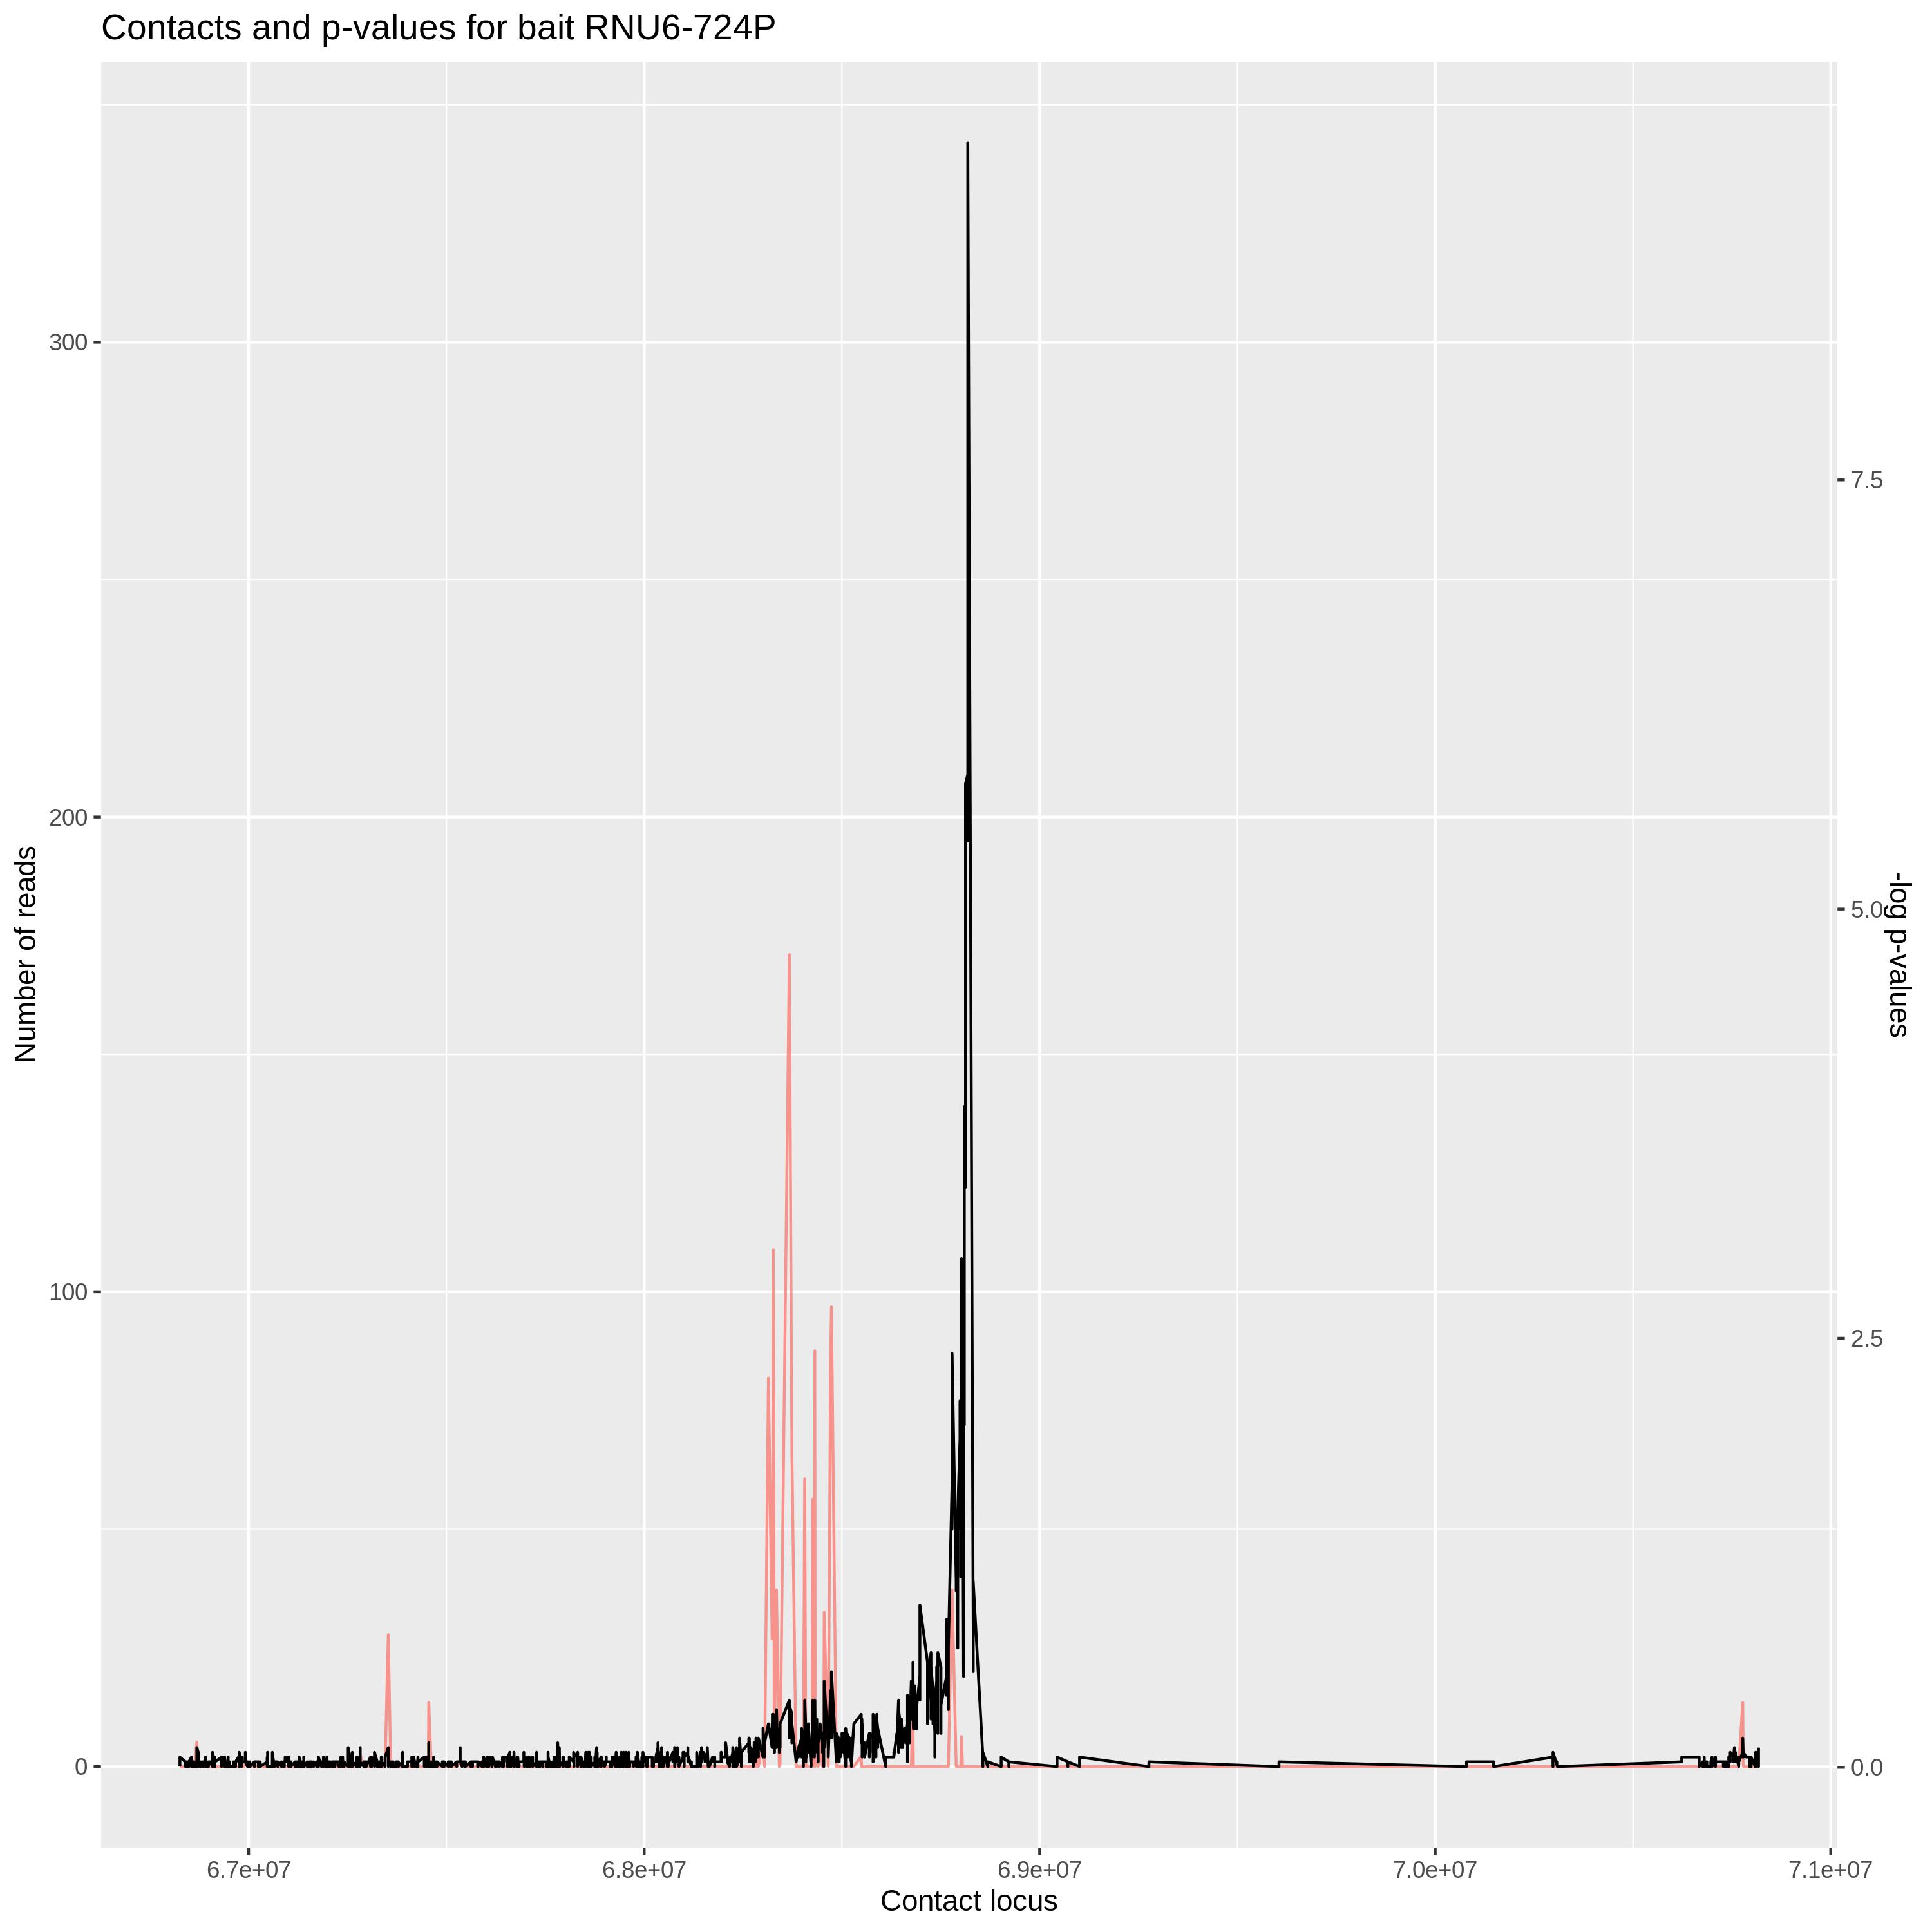 Contacts and p-values for bait RNU6-724P
300
200
100
0
Number of reads
7.5
5.0
2.5
0.0
-log p-values
6.7e+07
6.8e+07
6.9e+07
7.0e+07
7.1e+07
Contact locus